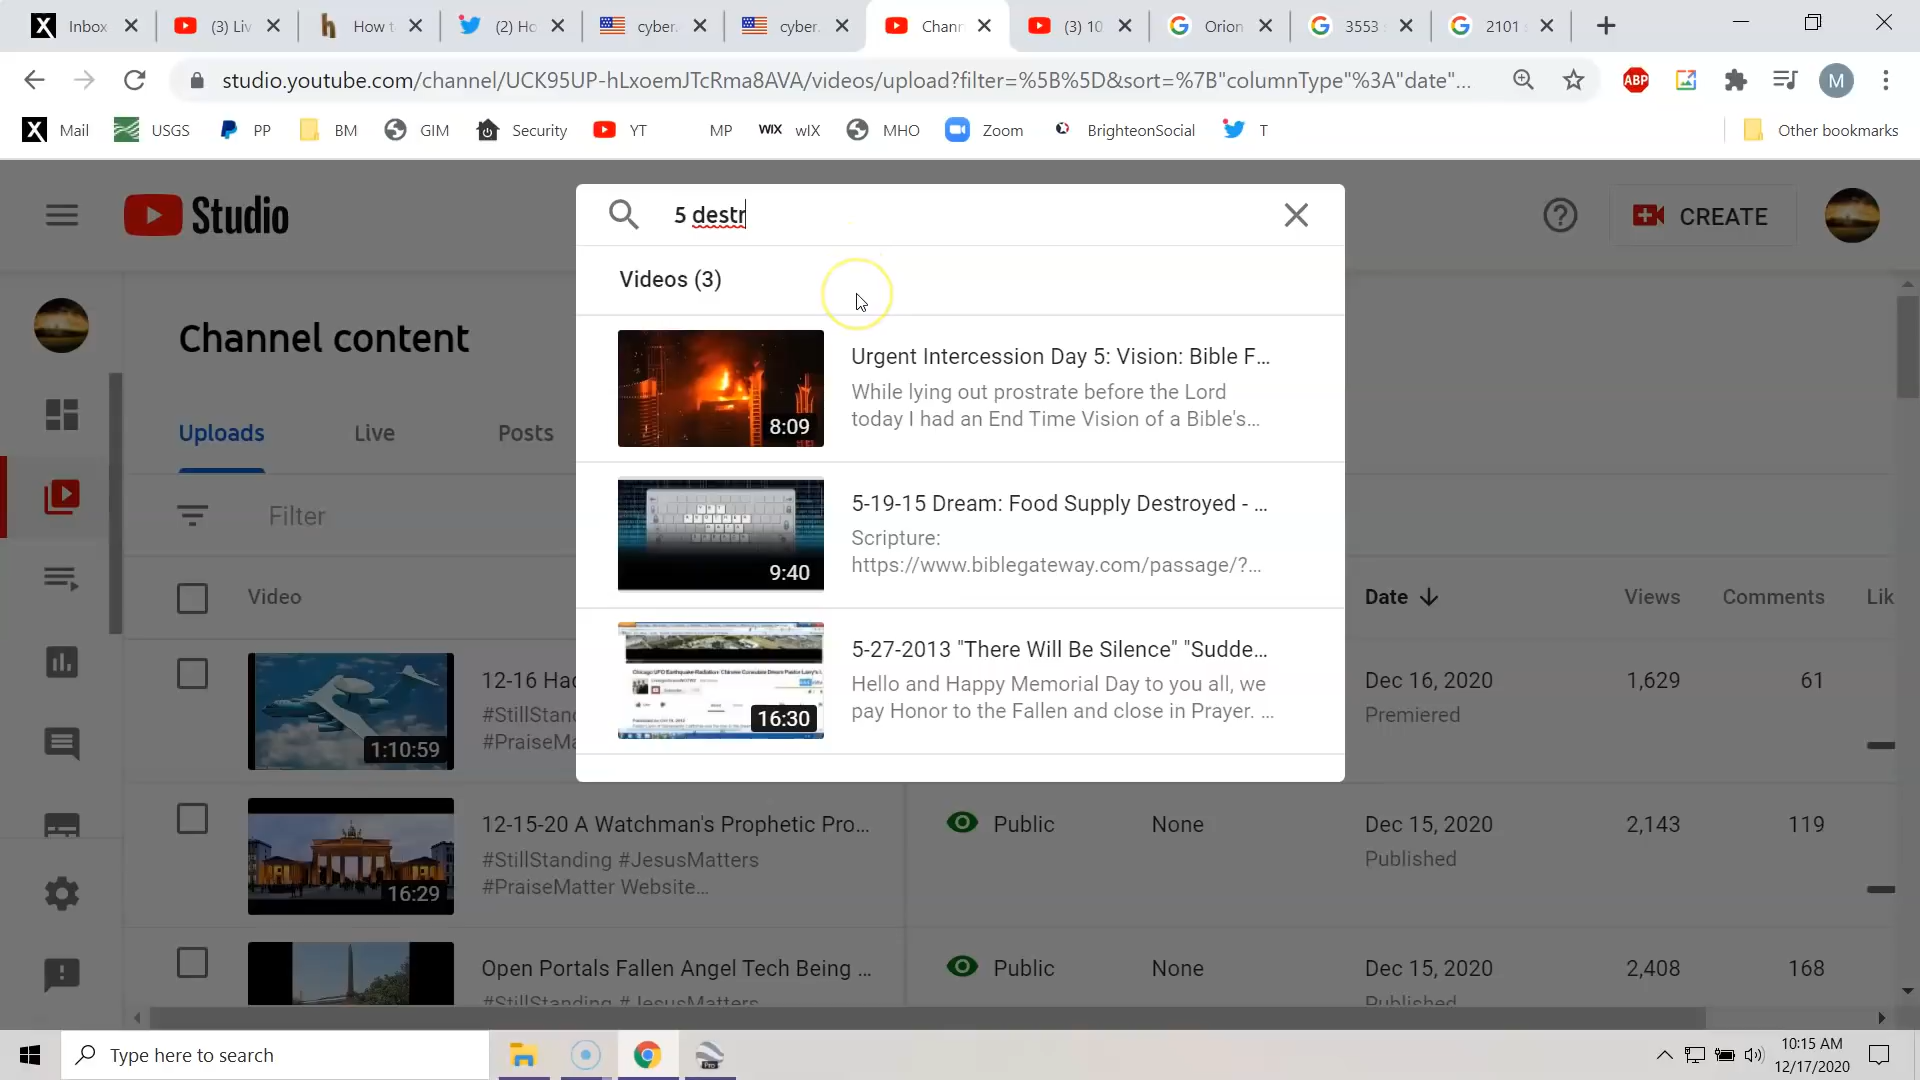 X Inbox
(3) Liv
h How t
(2) Ho
cyber.
cyber.
Chann
(3) 10
Orion
3553
2101
studio.youtube.com/channel/UCK95UP-hLxoemJTcRma8AVA/videos/upload?filter=%5B%5D&sort=%7B"columnType"%3A"date"...
ABP
M
X Mail
USGS
PP
BM
GIM
Security
YT
MP
WIX wIX
MHO
Zoom
BrighteonSocial
T
Other bookmarks
Studio
5 destr
CREATE
Videos (3)
Channel content
Urgent Intercession Day 5: Vision: Bible F...
While lying out prostrate before the Lord
today I had an End Time Vision of a Bible's...
8:09
Uploads
Live
Posts
Filter
5-19-15 Dream: Food Supply Destroyed - ...
Scripture:
https://www.biblegateway.com/passage/?...
9:40
Video
Date
Views
Comments
Lik
5-27-2013 "There Will Be Silence" "Sudde...
Hello and Happy Memorial Day to you all, we
pay Honor to the Fallen and close in Prayer. ...
16:30
12-16 Hac
#StillStand
#PraiseMa
1:10:59
Dec 16, 2020
Premiered
1,629
61
12-15-20 A Watchman's Prophetic Pro...
#StillStanding #JesusMatters
#PraiseMatter Website...
16:29
Public
None
Dec 15, 2020
Published
2,143
119
Open Portals Fallen Angel Tech Being ...
#StillStanding #JesusMatters
Public
None
Dec 15, 2020
Published
2,408
168
Type here to search
Pro
10:15 AM
12/17/2020